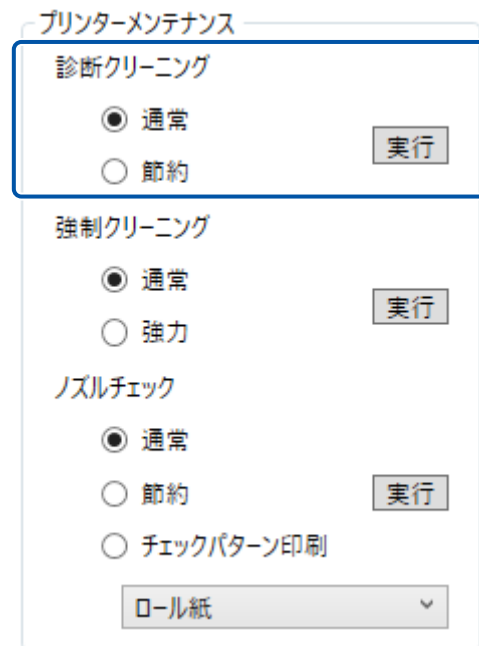 プリンターメンテナンス
診断クリーニング
通常
実行
節約
強制クリーニング
通常
実行
強力
ノズルチェック
通常
節約
実行
チェックパターン印刷
ロール紙